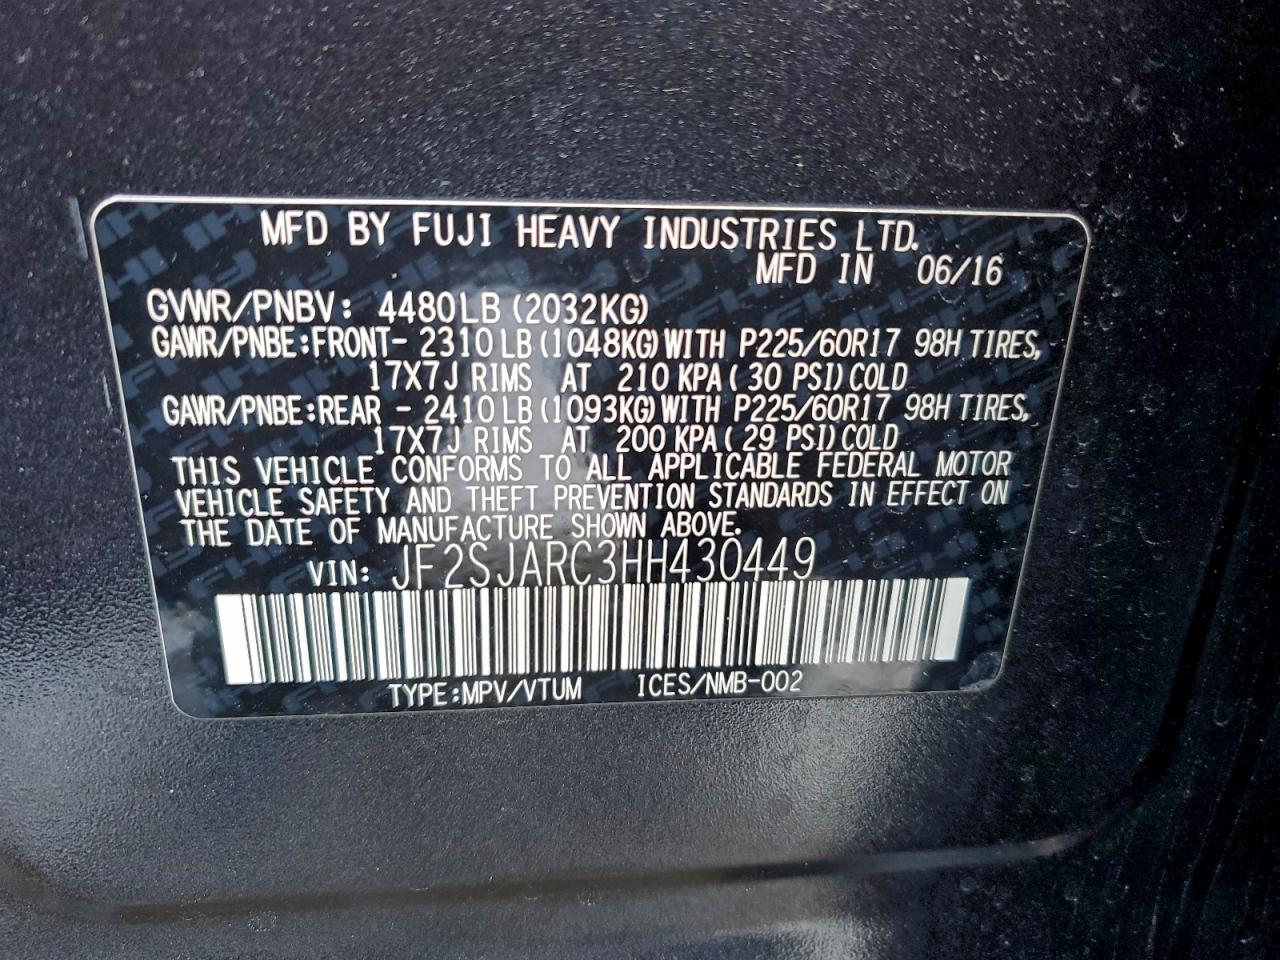 MFD BY FUJI HEAVY INDUSTRIES LTD.
MFD IN 06/16
GVWR/PNBV: 4480LB (2032KG)
GAWR/PNBE:FRONT- 2310LB (1048KG) WITH P225/60R17 98H TIRES,
17X7J RIMS AT 210 KPA ( 30 PSI) COLD
GAWR/PNBE:REAR - 2410LB (1093KG) WITH P225/60R17 98H TIRES,
17X7J RIMS AT 200 KPA ( 29 PSI) COLD
THIS VEHICLE CONFORMS TO ALL APPLICABLE FEDERAL MOTOR
VEHICLE SAFETY AND THEFT PREVENTION STANDARDS IN EFFECT ON
THE DATE OF MANUFACTURE SHOWN ABOVE.
VIN: JF2SJARC3HH430449
TYPE:MPV/VTUM ICES/NMB-002